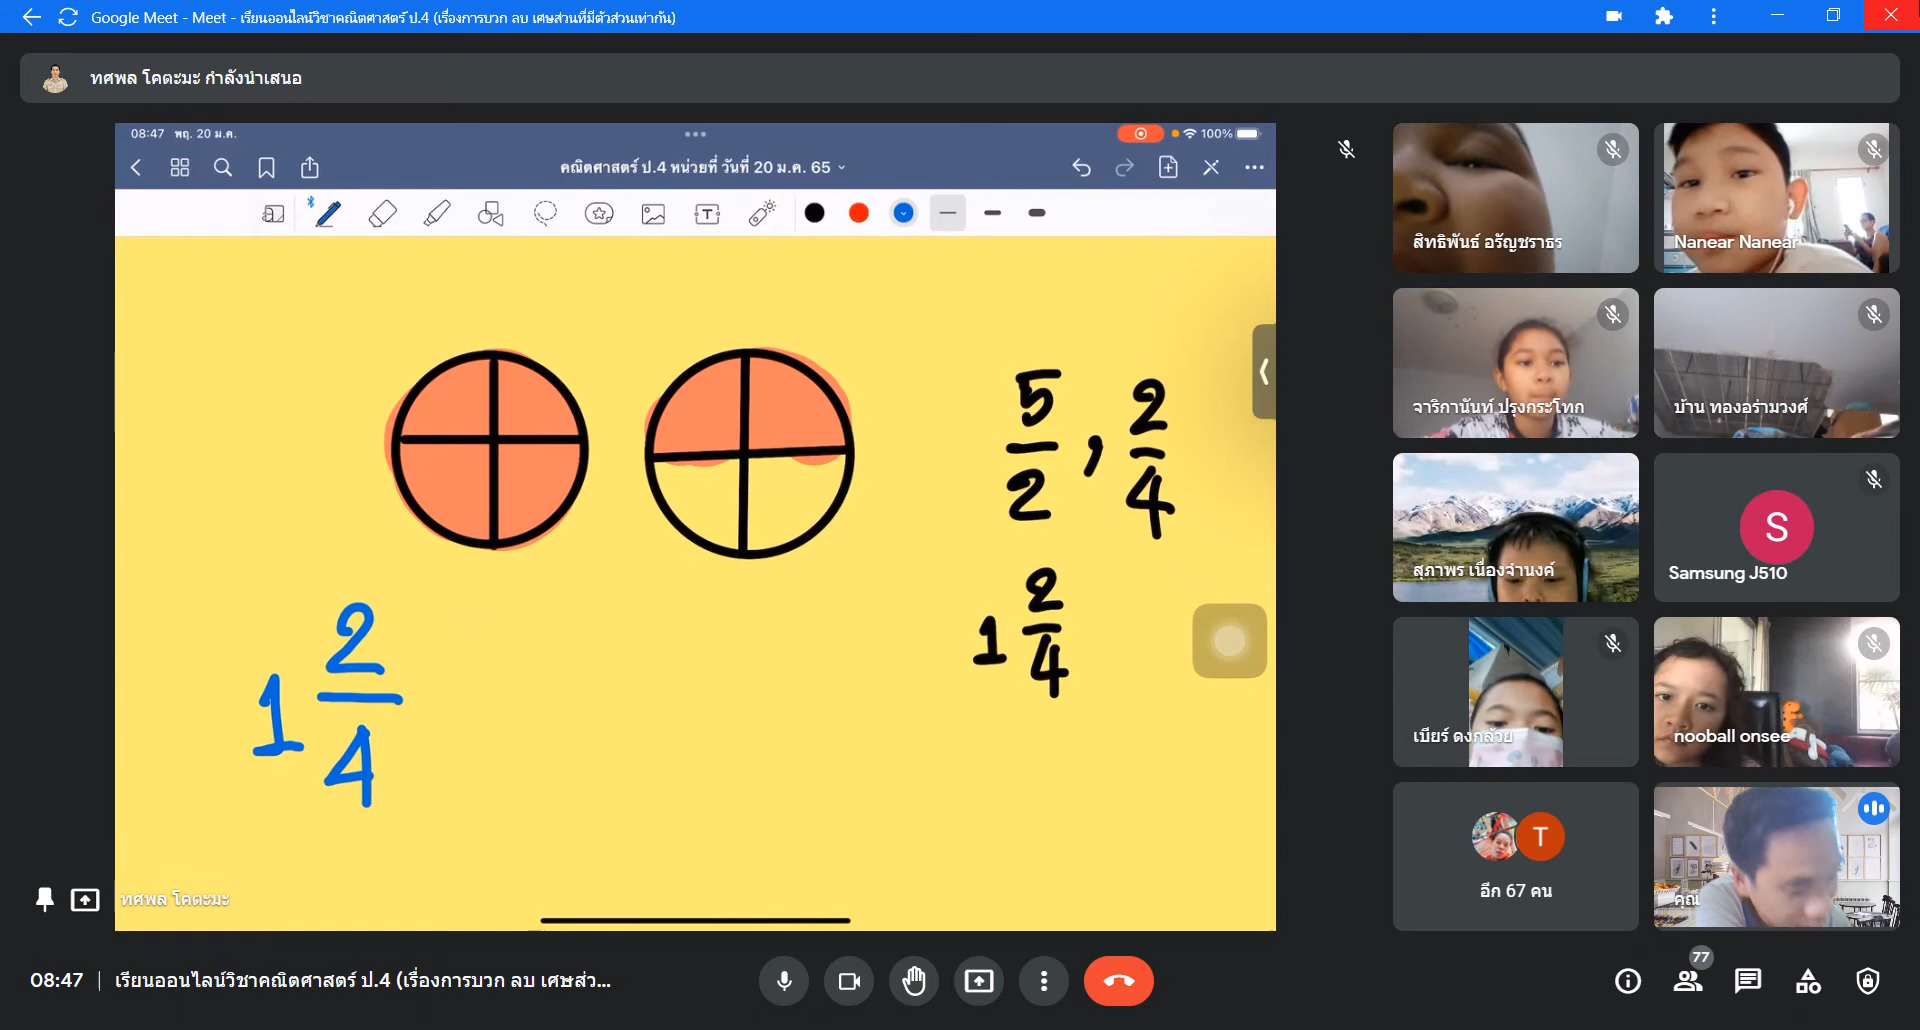 Google Meet - Meet - เรียนออนไลน์วิชาคณิตศาสตร์ ป.4 (เรื่องการบวก ลบ เศษส่วนที่มีตัวส่วนเท่ากัน)
ทศพล โคตะมะ กำลังนำเสนอ
08:47 พฤ. 20 ม.ค.
100%
คณิตศาสตร์ ป.4 หน่วยที่ วันที่ 20 ม.ค. 65
T
5/2 , 2/4
1 2/4
1 2/4
ทศพล โคตะมะ
สิทธิพันธ์ อรัญชราธร
Nanear Nanear
จาริกานันท์ ปรุงกระโทก
บ้าน ทองอร่ามวงศ์
สุภาพร เนื่องจำนงค์
S
Samsung J510
เบียร์ ดงกล้วย
nooball onsee
T
อีก 67 คน
คุณ
08:47 | เรียนออนไลน์วิชาคณิตศาสตร์ ป.4 (เรื่องการบวก ลบ เศษส่ว...
77